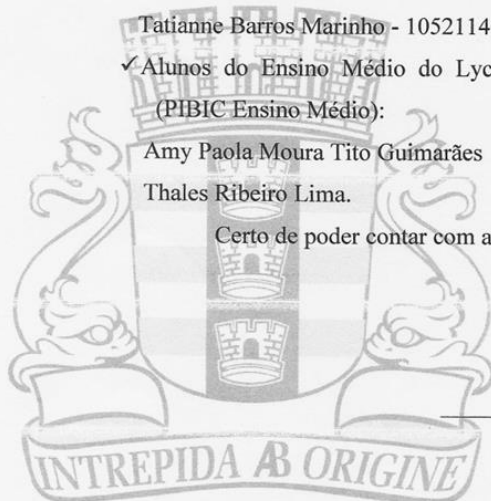 Tatianne Barros Marinho - 1052114
✓Alunos do Ensino Médio do Lyc
(PIBIC Ensino Médio):
Amy Paola Moura Tito Guimarães
Thales Ribeiro Lima.
Certo de poder contar com a
INTREPIDA AB ORIGINE